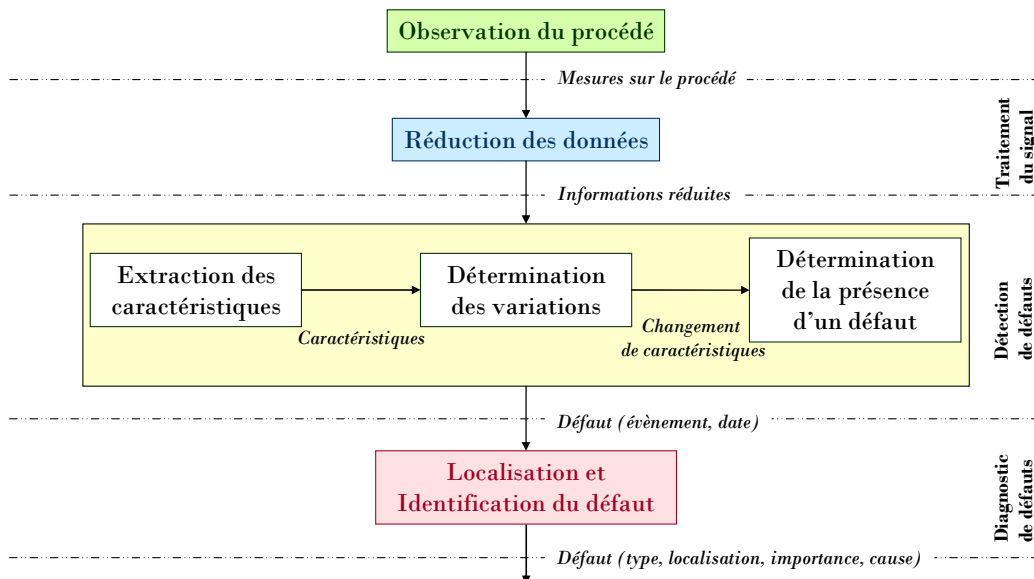 Observation du procédé
Mesures sur le procédé
Réduction des données
Traitement
du signal
Informations réduites
Extraction des
caractéristiques
Caractéristiques
Détermination
des variations
Changement
de caractéristiques
Détermination
de la présence
d'un défaut
Détection
de défauts
Défaut (évènement, date)
Localisation et
Identification du défaut
Diagnostic
de défauts
Défaut (type, localisation, importance, cause)